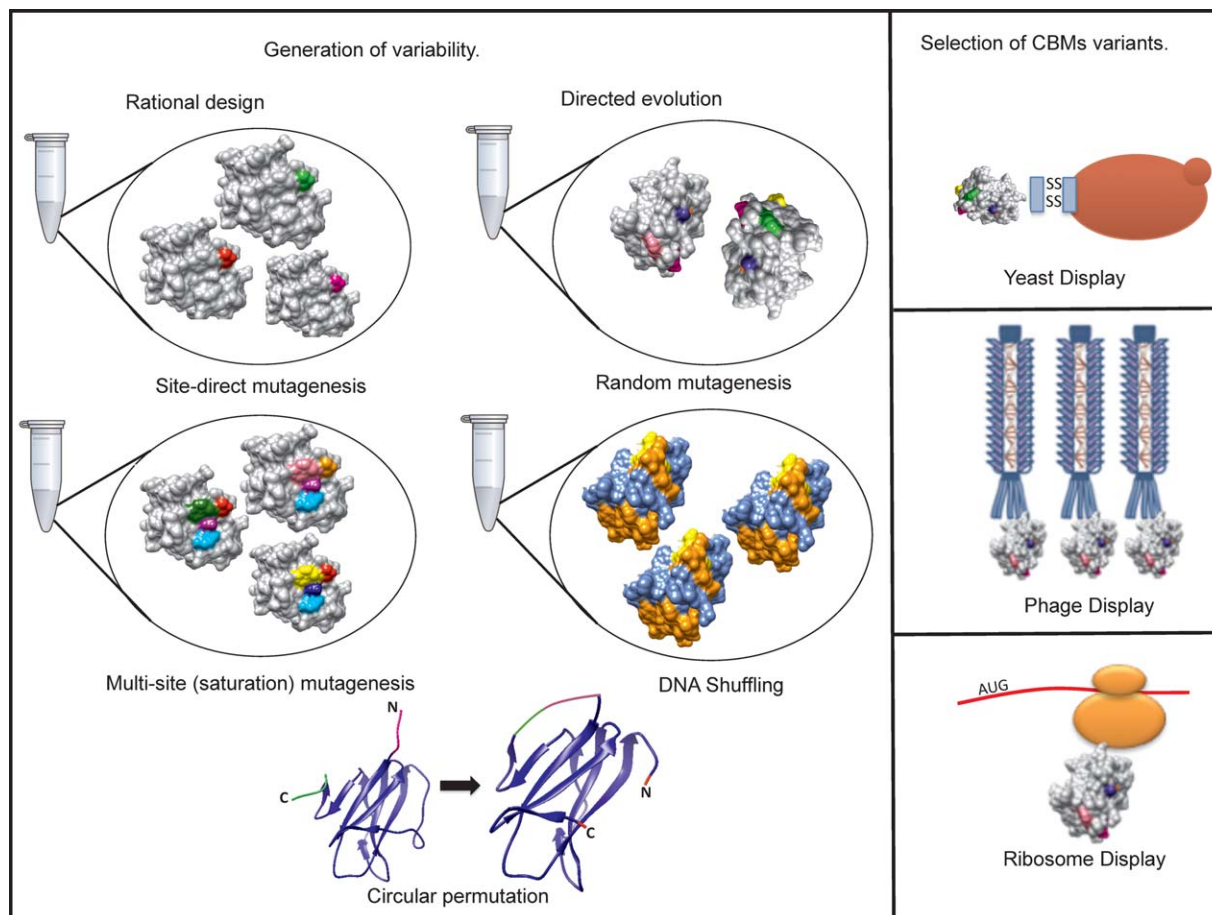 Generation of variability.
Rational design
Directed evolution
Site-direct mutagenesis
Random mutagenesis
Multi-site (saturation) mutagenesis
DNA Shuffling
N
C
N
C
Circular permutation
Selection of CBMs variants.
SS
SS
Yeast Display
Phage Display
AUG
Ribosome Display